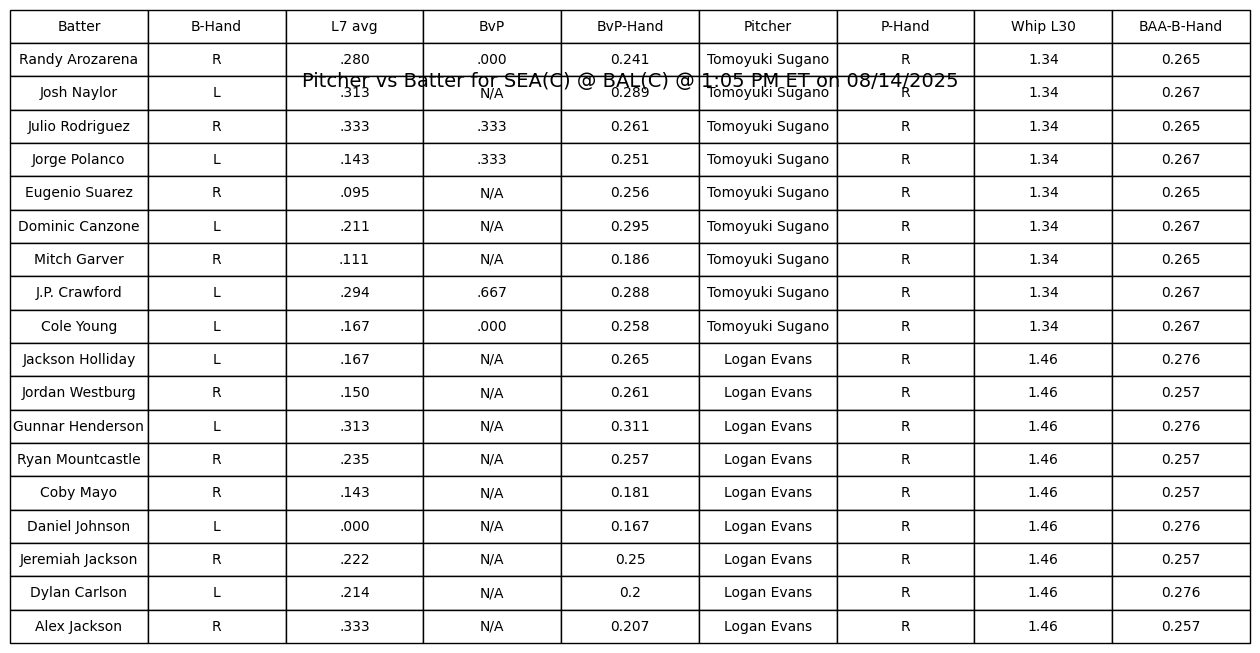 Batter B-Hand L7 avg BvP BvP-Hand Pitcher P-Hand Whip L30 BAA-B-Hand
Randy Arozarena R .280 .000 0.241 Tomoyuki Sugano R 1.34 0.265
Pitcher vs Batter for SEA(C) @ BAL(C) @ 1:05 PM ET on 08/14/2025
Josh Naylor L .313 N/A 0.289 Tomoyuki Sugano R 1.34 0.267
Julio Rodriguez R .333 .333 0.261 Tomoyuki Sugano R 1.34 0.265
Jorge Polanco L .143 .333 0.251 Tomoyuki Sugano R 1.34 0.267
Eugenio Suarez R .095 N/A 0.256 Tomoyuki Sugano R 1.34 0.265
Dominic Canzone L .211 N/A 0.295 Tomoyuki Sugano R 1.34 0.267
Mitch Garver R .111 N/A 0.186 Tomoyuki Sugano R 1.34 0.265
J.P. Crawford L .294 .667 0.288 Tomoyuki Sugano R 1.34 0.267
Cole Young L .167 .000 0.258 Tomoyuki Sugano R 1.34 0.267
Jackson Holliday L .167 N/A 0.265 Logan Evans R 1.46 0.276
Jordan Westburg R .150 N/A 0.261 Logan Evans R 1.46 0.257
Gunnar Henderson L .313 N/A 0.311 Logan Evans R 1.46 0.276
Ryan Mountcastle R .235 N/A 0.257 Logan Evans R 1.46 0.257
Coby Mayo R .143 N/A 0.181 Logan Evans R 1.46 0.257
Daniel Johnson L .000 N/A 0.167 Logan Evans R 1.46 0.276
Jeremiah Jackson R .222 N/A 0.25 Logan Evans R 1.46 0.257
Dylan Carlson L .214 N/A 0.2 Logan Evans R 1.46 0.276
Alex Jackson R .333 N/A 0.207 Logan Evans R 1.46 0.257